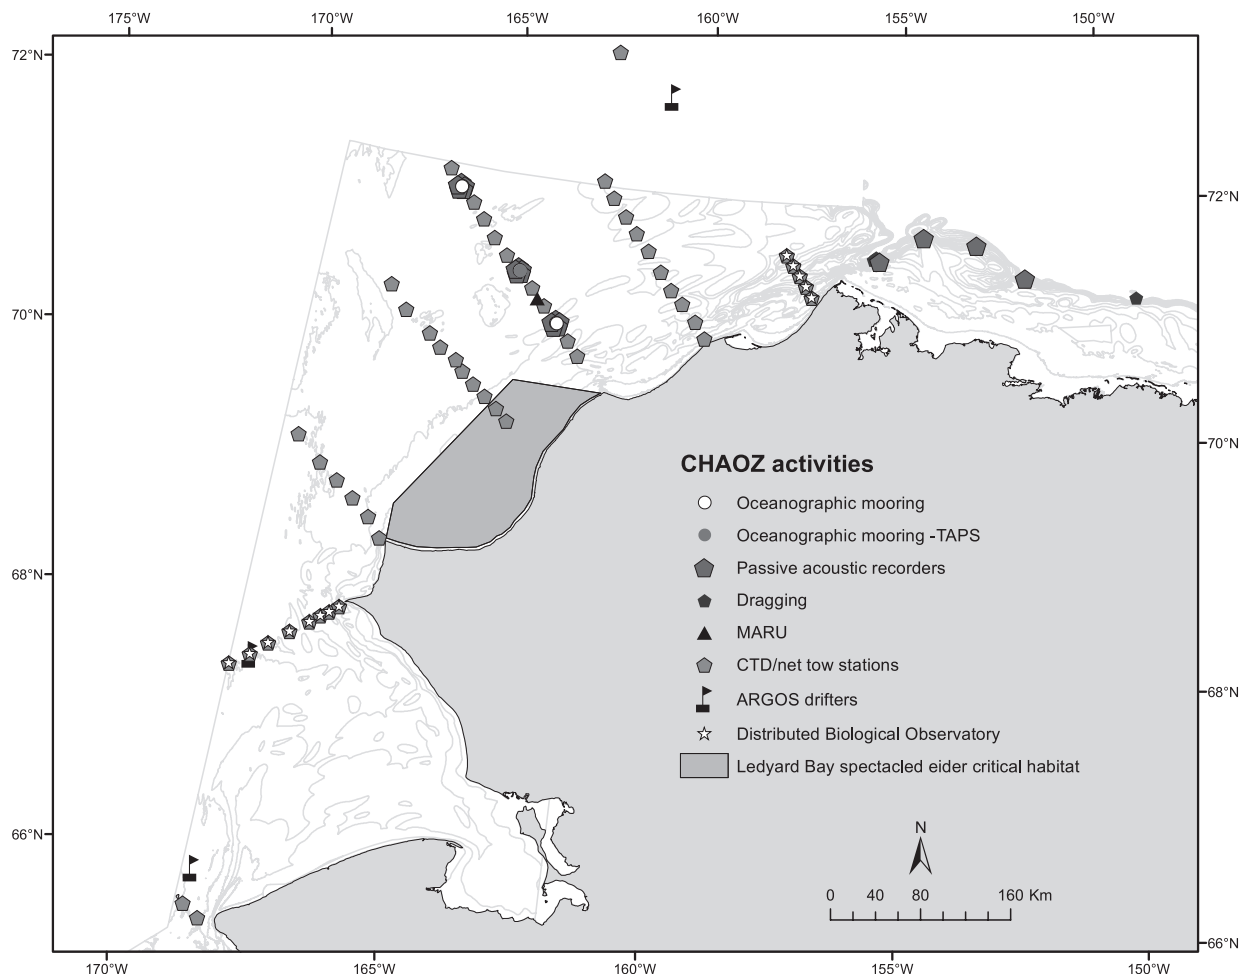 175°W 170°W 165°W 160°W 155°W 150°W
72°N
72°N
70°N
70°N
CHAOZ activities
Oceanographic mooring
Oceanographic mooring -TAPS
Passive acoustic recorders
68°N
Dragging
MARU
CTD/net tow stations
68°N
ARGOS drifters
Distributed Biological Observatory
Ledyard Bay spectacled eider critical habitat
66°N
N
0 40 80 160 Km
66°N
170°W 165°W 160°W 155°W 150°W